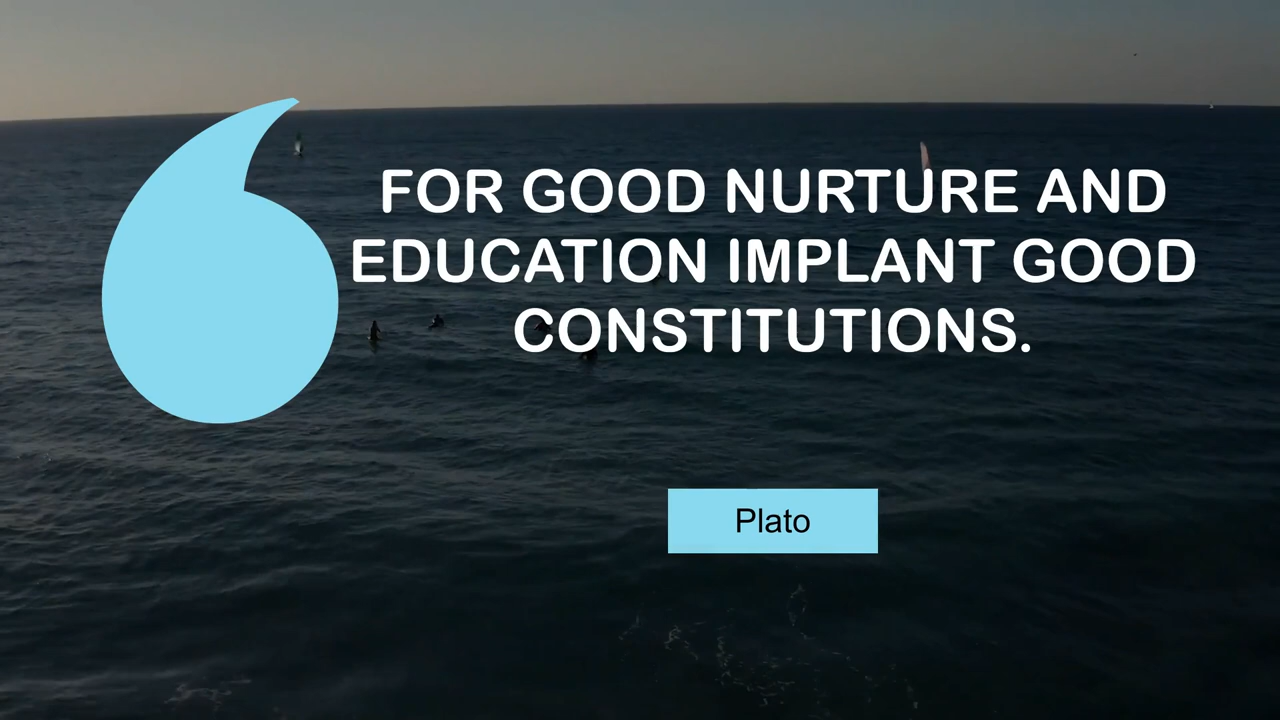 FOR GOOD NURTURE AND
EDUCATION IMPLANT GOOD
CONSTITUTIONS.
Plato